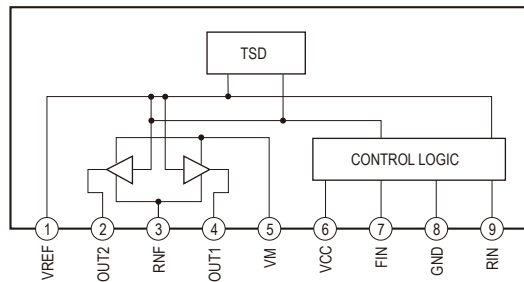 TSD
CONTROL LOGIC
1 2 3 4 5 6 7 8 9
VREF OUT2 RNF OUT1 VM VCC FIN GND RIN